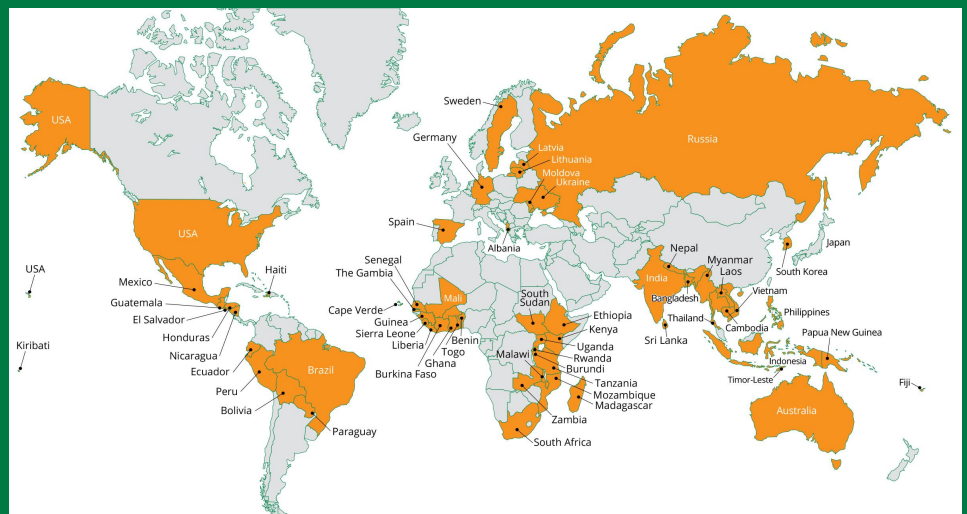 USA
USA
USA
Kiribati
Mexico
Guatemala
El Salvador
Honduras
Nicaragua
Ecuador
Peru
Bolivia
Haiti
Brazil
Paraguay
Sweden
Germany
Spain
Latvia
Lithuania
Moldova
Ukraine
Albania
Russia
Senegal
The Gambia
Cape Verde
Guinea
Sierra Leone
Liberia
Burkina Faso
Ghana
Togo
Benin
Mali
South
Sudan
Ethiopia
Kenya
Uganda
Rwanda
Burundi
Tanzania
Mozambique
Madagascar
Malawi
Zambia
South Africa
Nepal
India
Bangladesh
Sri Lanka
Myanmar
Laos
Thailand
Vietnam
Cambodia
South Korea
Japan
Philippines
Papua New Guinea
Indonesia
Timor-Leste
Australia
Fiji